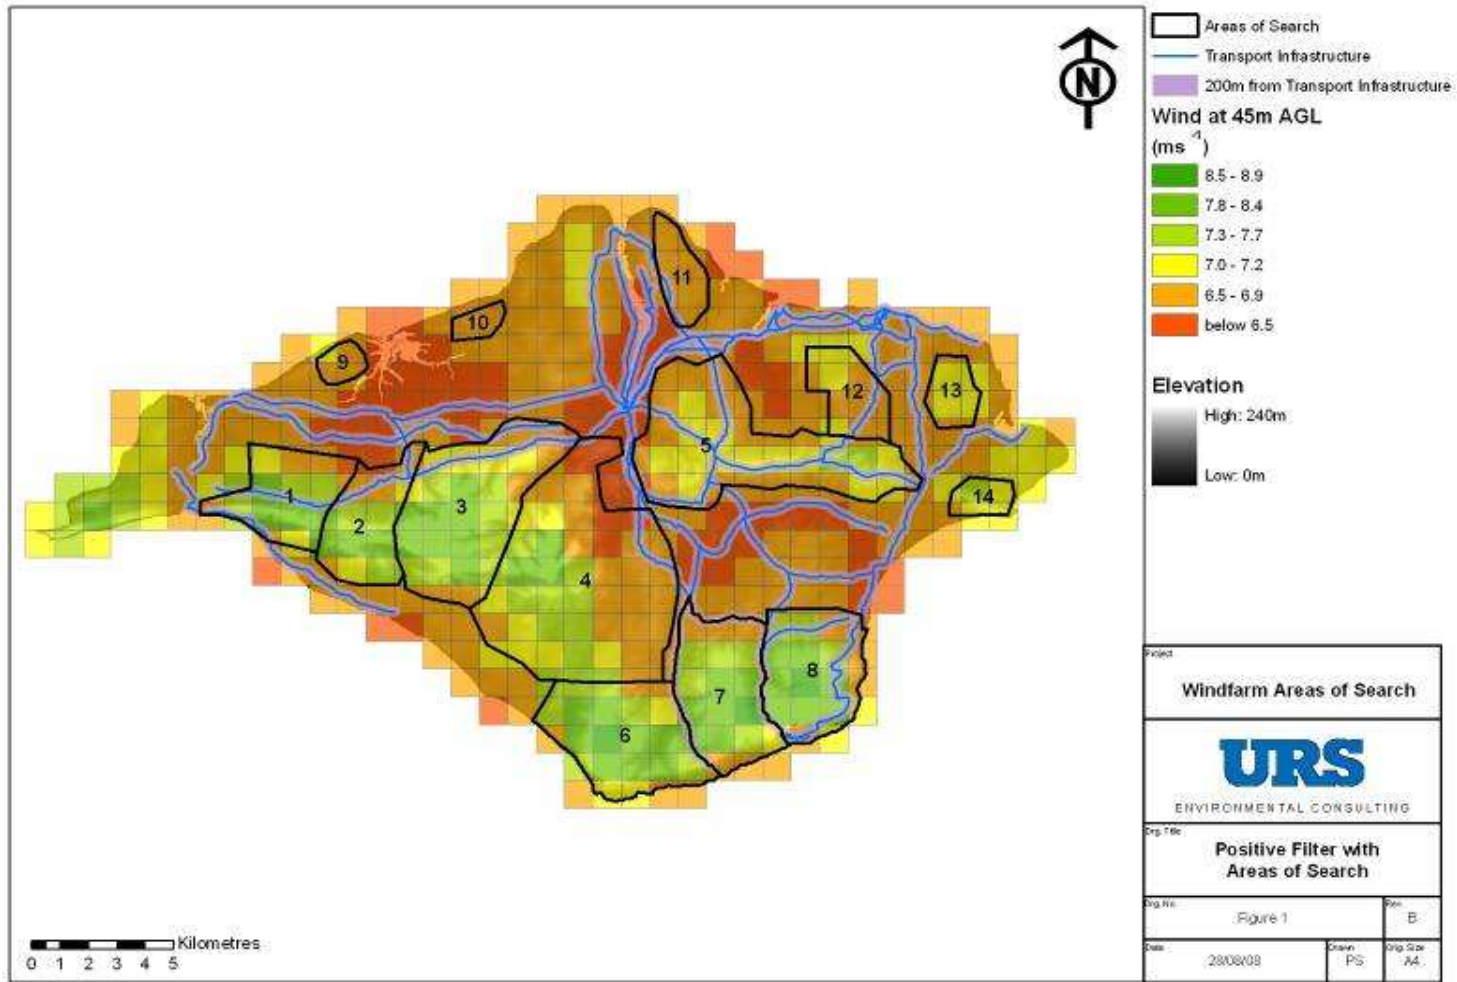 N
11
10
9
12
13
5
14
1
2
3
4
8
7
6
Kilometres
0 1 2 3 4 5
Areas of Search
Transport Infrastructure
200m from Transport Infrastructure
Wind at 45m AGL
(ms -1)
8.5 - 8.9
7.8 - 8.4
7.3 - 7.7
7.0 - 7.2
6.5 - 6.9
below 6.5
Elevation
High: 240m
Low: 0m
Project
Windfarm Areas of Search
URS
ENVIRONMENTAL CONSULTING
Drg. Title
Positive Filter with
Areas of Search
Drg. No.
Figure 1
Rev.
B
Date
28/08/08
Drawn
PS
Orig. Size
A4